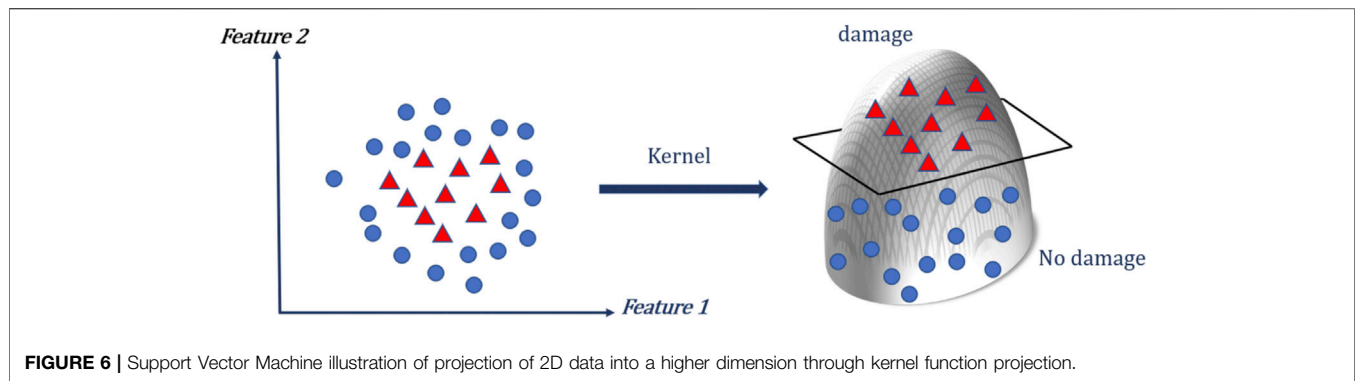 Feature 2
damage
Kernel
No damage
Feature 1
FIGURE 6 | Support Vector Machine illustration of projection of 2D data into a higher dimension through kernel function projection.